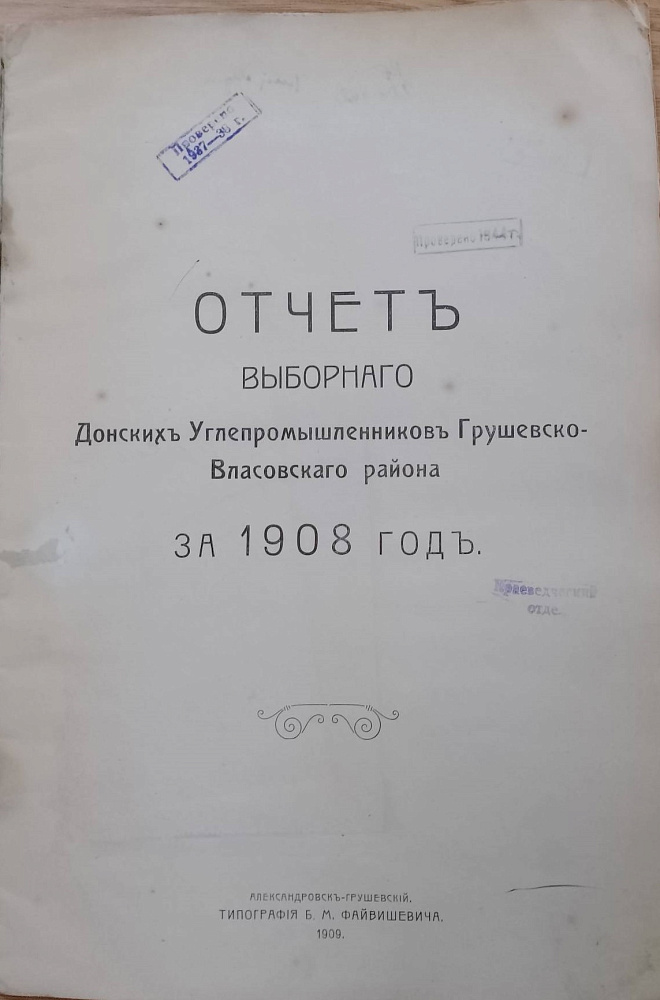 Проверено
1937—38 г.
Проверено 1944 г.
ОТЧЕТЪ
ВЫБОРНАГО
Донскихъ Углепромышленниковъ Грушевско-
Власовскаго района
ЗА 1908 ГОДЪ.
Краеведческий
отде
АЛЕКСАНДРОВСКЪ-ГРУШЕВСКІЙ.
ТИПОГРАФІЯ Б. М. ФАЙВИШЕВИЧА.
1909.